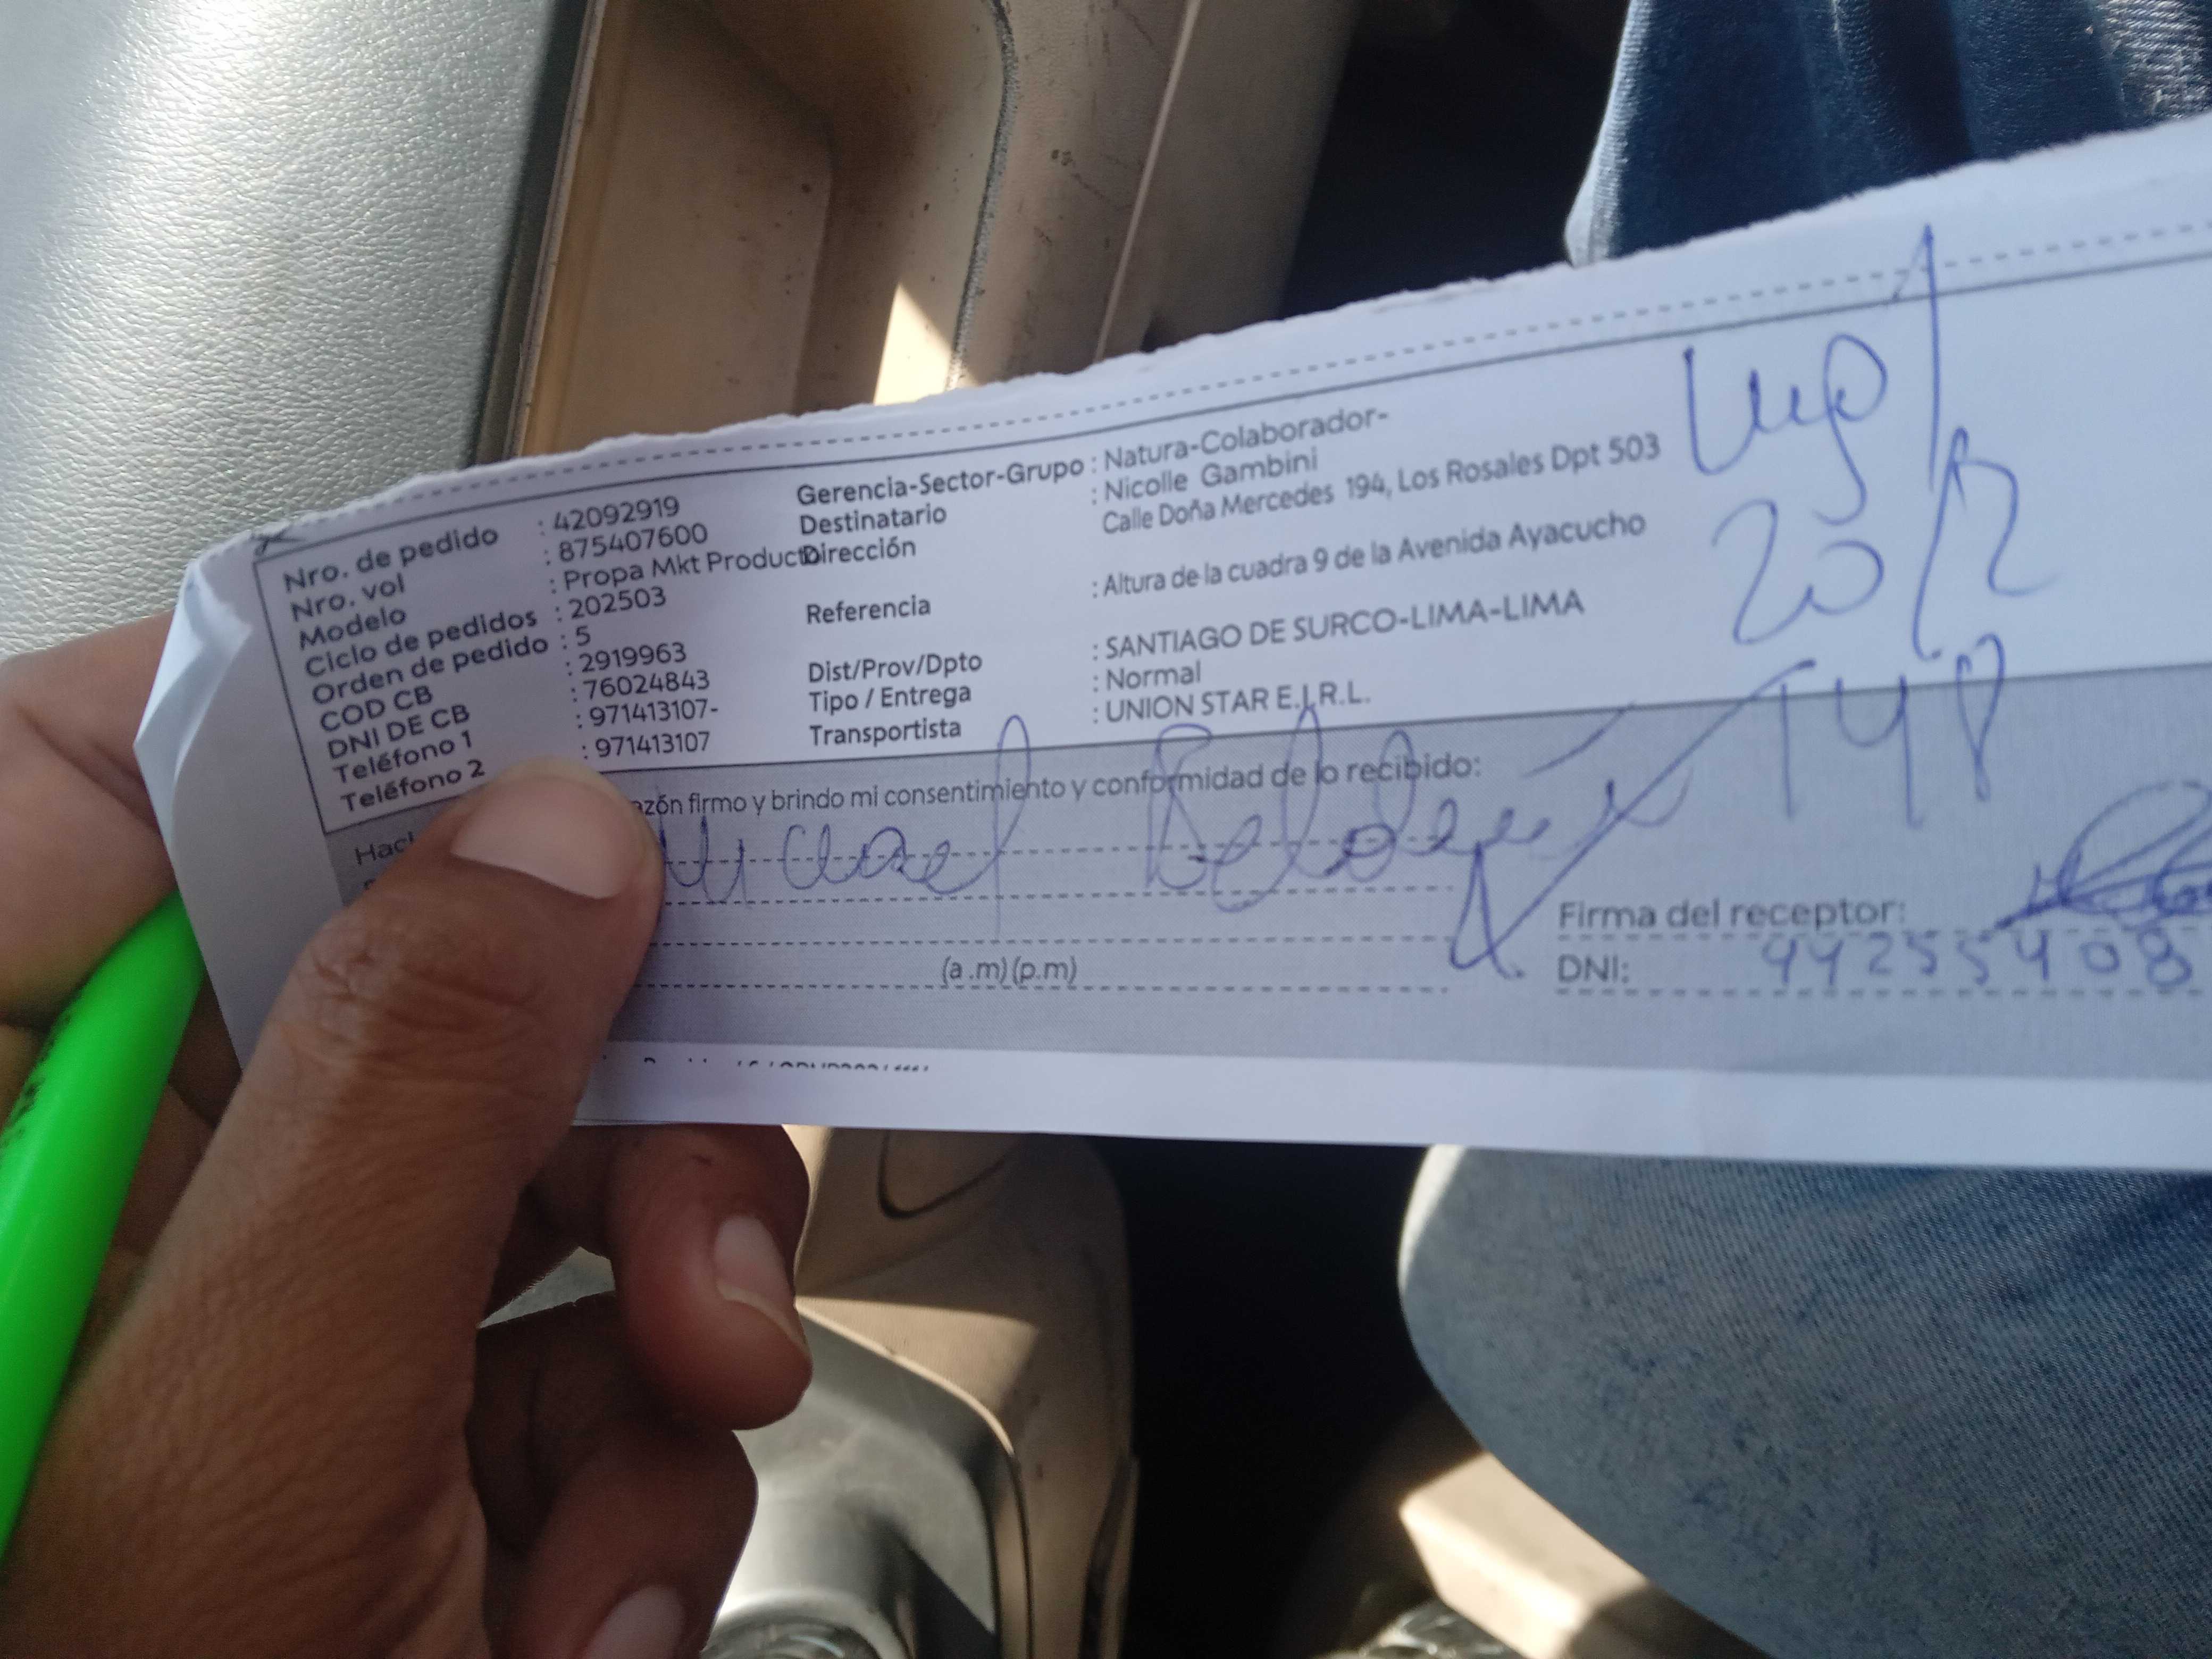 Nro. de pedido : 42092919
Nro. vol : 875407600
Modelo : Propa Mkt Producto
Ciclo de pedidos : 202503
Orden de pedido : 5
COD CB : 2919963
DNI DE CB : 76024843
Teléfono 1 : 971413107-
Teléfono 2 : 971413107
Gerencia-Sector-Grupo : Natura-Colaborador-
Destinatario : Nicolle Gambini
Dirección Calle Doña Mercedes 194, Los Rosales Dpt 503
Referencia : Altura de la cuadra 9 de la Avenida Ayacucho
Dist/Prov/Dpto : SANTIAGO DE SURCO-LIMA-LIMA
Tipo / Entrega : Normal
Transportista : UNION STAR E.I.R.L.
azón firmo y brindo mi consentimiento y conformidad de lo recibido:
Michael
(a .m)(p.m)
Firma del receptor:
DNI: 44255408